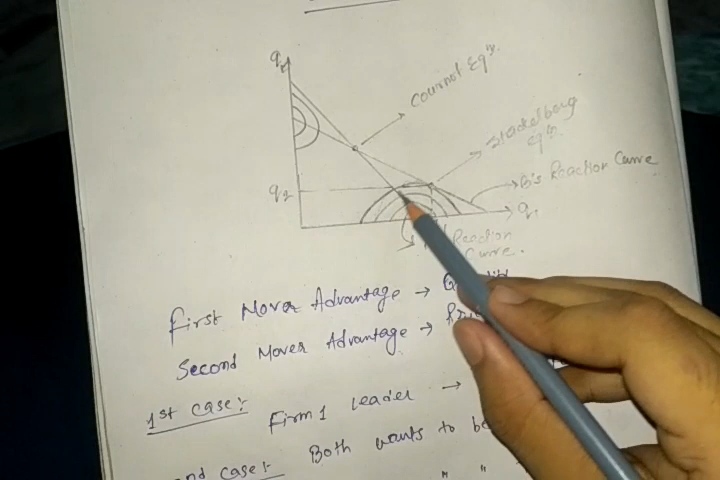 Cournot Eqm.
Stackelberg
Eqm.
B's Reaction Curve
q1
q2
Reaction
Curve.
First Mover Advantage →
Second Mover Advantage →
1st case:- Firm 1 leader →
nd case:- Both wants to be
" "